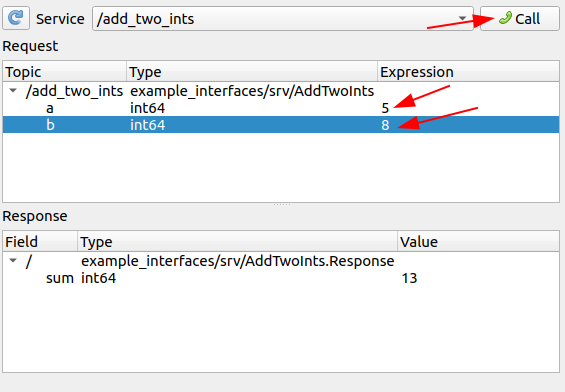 Service /add_two_ints Call
Request
Topic Type Expression
/add_two_ints example_interfaces/srv/AddTwoInts
a int64 5
b int64 8
Response
Field Type Value
/ example_interfaces/srv/AddTwoInts.Response
sum int64 13